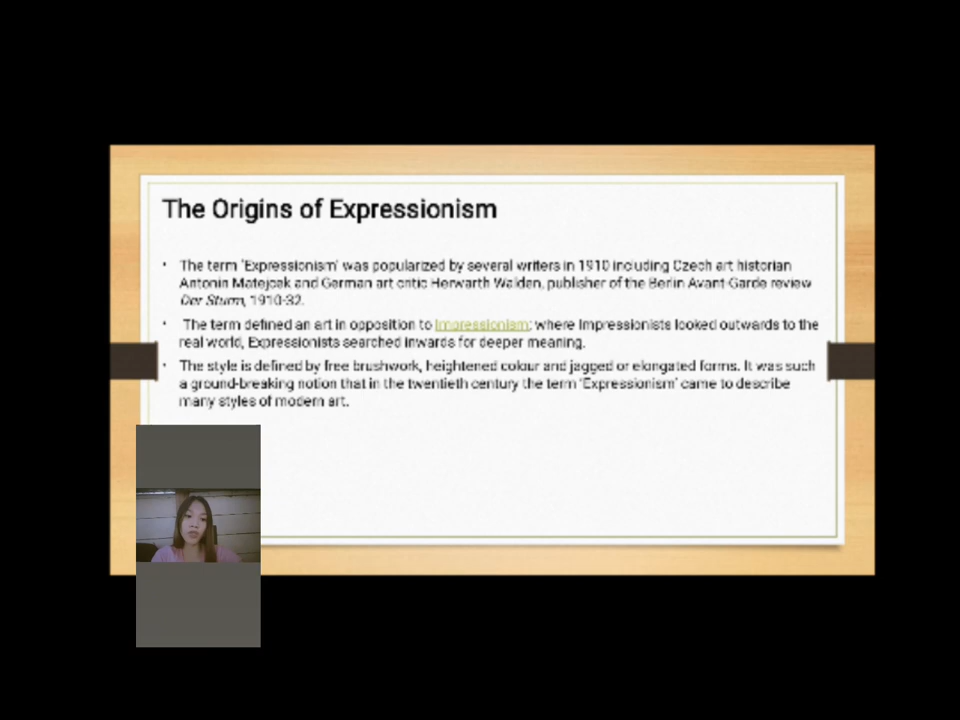 The Origins of Expressionism
• The term 'Expressionism' was popularized by several writers in 1910 including Czech art historian
Antonin Matejcek and German art critic Herwarth Walden, publisher of the Berlin Avant-Garde review
Der Sturm, 1910-32.
• The term defined an art in opposition to Impressionism; where Impressionists looked outwards to the
real world, Expressionists searched inwards for deeper meaning.
• The style is defined by free brushwork, heightened colour and jagged or elongated forms. It was such
a ground-breaking notion that in the twentieth century the term 'Expressionism' came to describe
many styles of modern art.